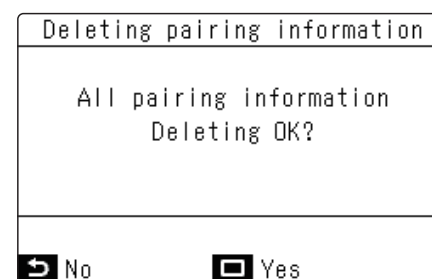 Deleting pairing information
All pairing information
Deleting OK?
No Yes